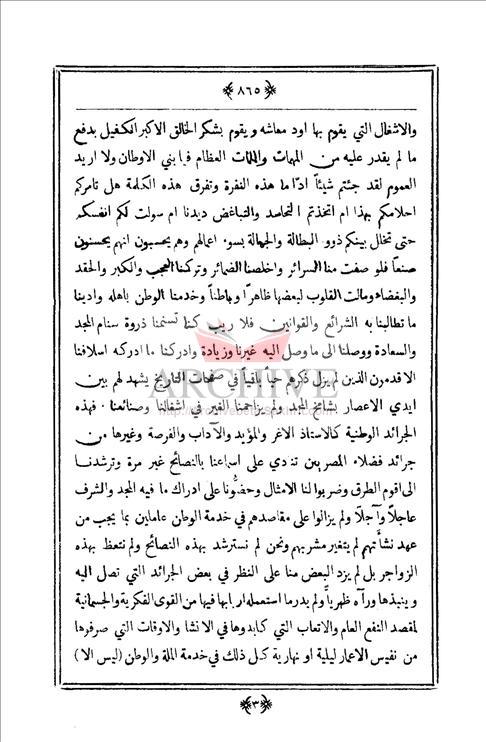 ٨٦٥
والاشغال التي يقوم بها اود معاشه ويقوم بشكر الخالق الاكبر الكفيل بدفع
ما لم يقدر عليه من المهمات والملمات العظام فيا بني الاوطان ولا اريد
العموم لقد جئتم شيئاً ادّا ما هذه النفرة وتفرق هذه الكلمة هل تامركم
احلامكم بهذا ام اتخذتم التحاسد والتباغض ديدنا ام سولت لكم انفسكم
حتى تخال بينكم ذوو البطالة والجهالة بسوء اعمالهم وهم يحسبون انهم يحسنون
صنعاً فلو صفت منا السرائر واخلصنا الضمائر وتركنا العجب والكبر والحقد
والبغضاء ومالت القلوب لبعضها ظاهرًا وباطناً وخدمنا الوطن باهله وادينا
ما تطالبنا به الشرائع والقوانين فلا ريب كنا تسنمنا ذروة سنام المجد
والسعادة ووصلنا الى ما وصل اليه غيرنا وزيادة وادركنا ما ادركه اسلافنا
الاقدمون الذين لم يزل ذكرهم حياً باقياً في صفحات التاريخ يشهد لهم بين
ARCHIVE
ايدي الاعصار بشامخ المجد ولم يزاحمنا الغير في اشغالنا وصنائعنا ۰ فهذه
الجرائد الوطنية كالاستاذ الاغر والمؤيد والآداب والفرصة وغيرها من
جرائد فضلاء المصريين تنادي على اسماعنا بالنصائح غير مرة وترشدنا
الى اقوم الطرق وضربوا لنا الامثال وحضُّونا على ادراك ما فيه المجد والشرف
عاجلاً وآجلاً ولم يزالوا على مقاصدهم في خدمة الوطن عاملين بما يجب من
عهد نشأتهم لم يتغير مشربهم ونحن لم نسترشد بهذه النصائح ولم نتعظ بهذه
الزواجر بل لم يزد البعض منا على النظر في بعض الجرائد التي تصل اليه
وينبذها ورآه ظهرياً ولم يدر ما استعمله اربابها فيها من القوى الفكرية والجسمانية
لمقصد النفع العام والاتعاب التي كابدوها في الانشا والاوقات التي صرفوها
من نفيس الاعمار ليلية او نهارية كل ذلك في خدمة الملة والوطن (ليس الا)
٣